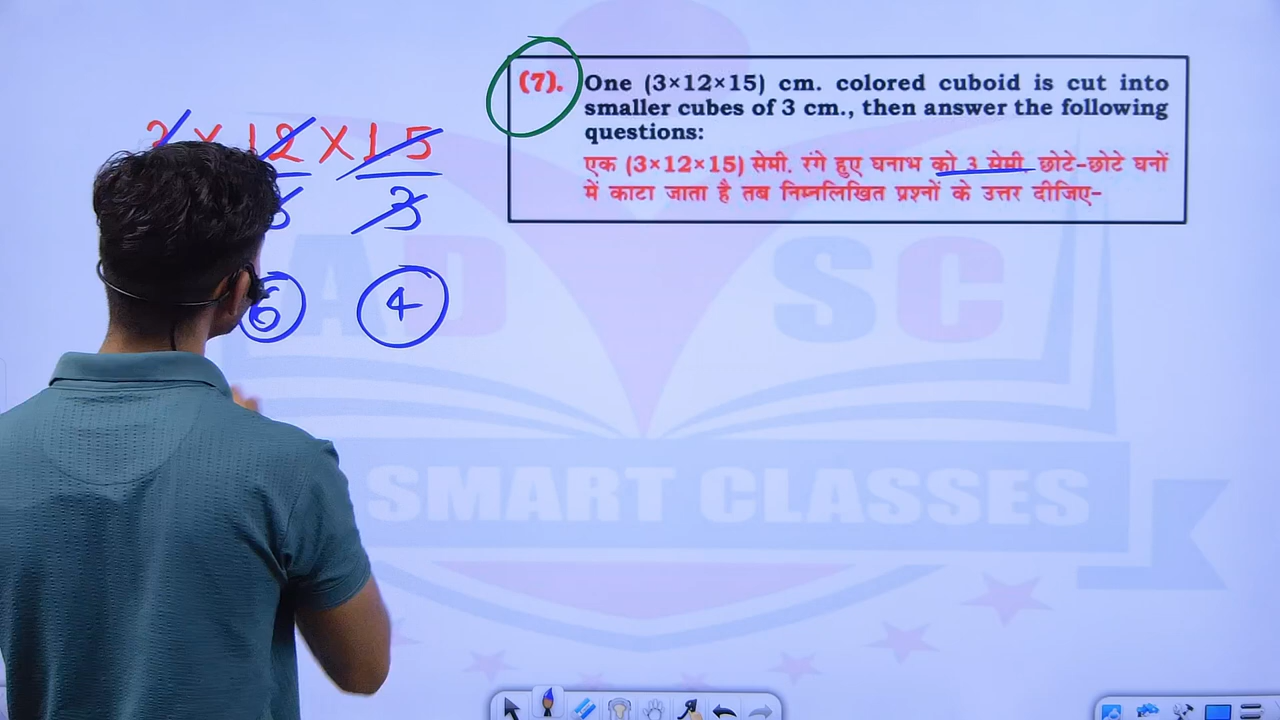 (7). One (3×12×15) cm. colored cuboid is cut into
smaller cubes of 3 cm., then answer the following
questions:
एक (3×12×15) सेमी. रंगे हुए घनाभ को 3 सेमी. छोटे-छोटे घनों
में काटा जाता है तब निम्नलिखित प्रश्नों के उत्तर दीजिए-
× 12 × 15
3
6 4
SC
SMART CLASSES